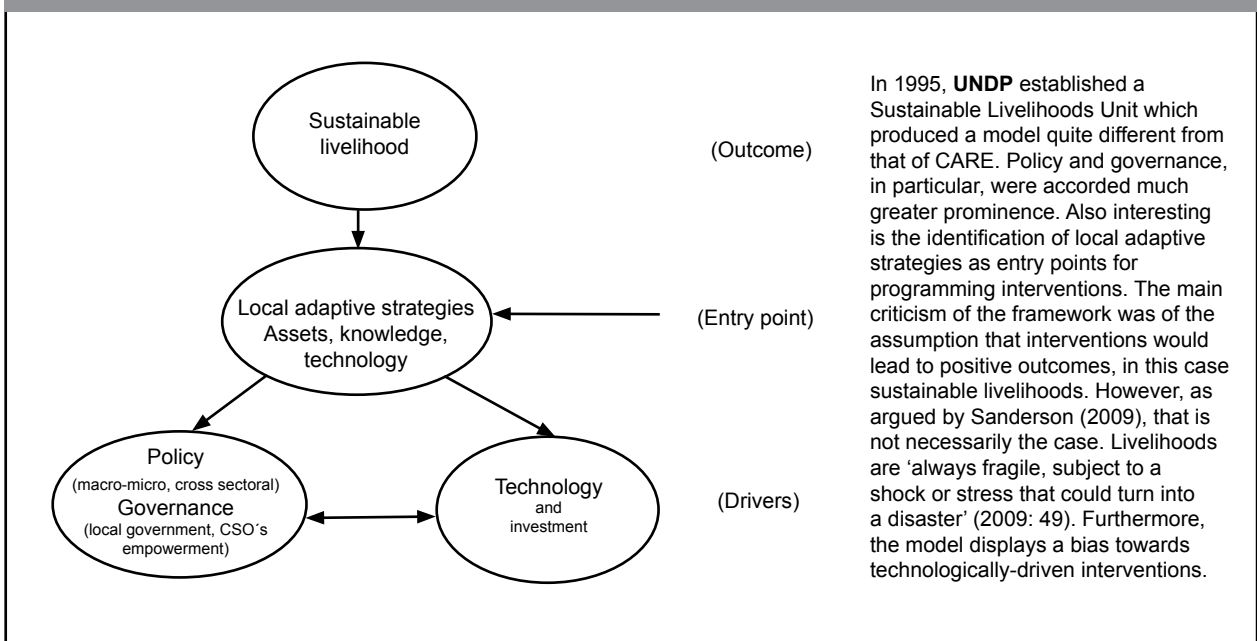 Sustainable
livelihood
(Outcome)
Local adaptive strategies
Assets, knowledge,
technology
(Entry point)
Policy
(macro-micro, cross sectoral)
Governance
(local government, CSO´s
empowerment)
Technology
and
investment
(Drivers)
In 1995, UNDP established a
Sustainable Livelihoods Unit which
produced a model quite different from
that of CARE. Policy and governance,
in particular, were accorded much
greater prominence. Also interesting
is the identification of local adaptive
strategies as entry points for
programming interventions. The main
criticism of the framework was of the
assumption that interventions would
lead to positive outcomes, in this case
sustainable livelihoods. However, as
argued by Sanderson (2009), that is
not necessarily the case. Livelihoods
are ‘always fragile, subject to a
shock or stress that could turn into
a disaster’ (2009: 49). Furthermore,
the model displays a bias towards
technologically-driven interventions.